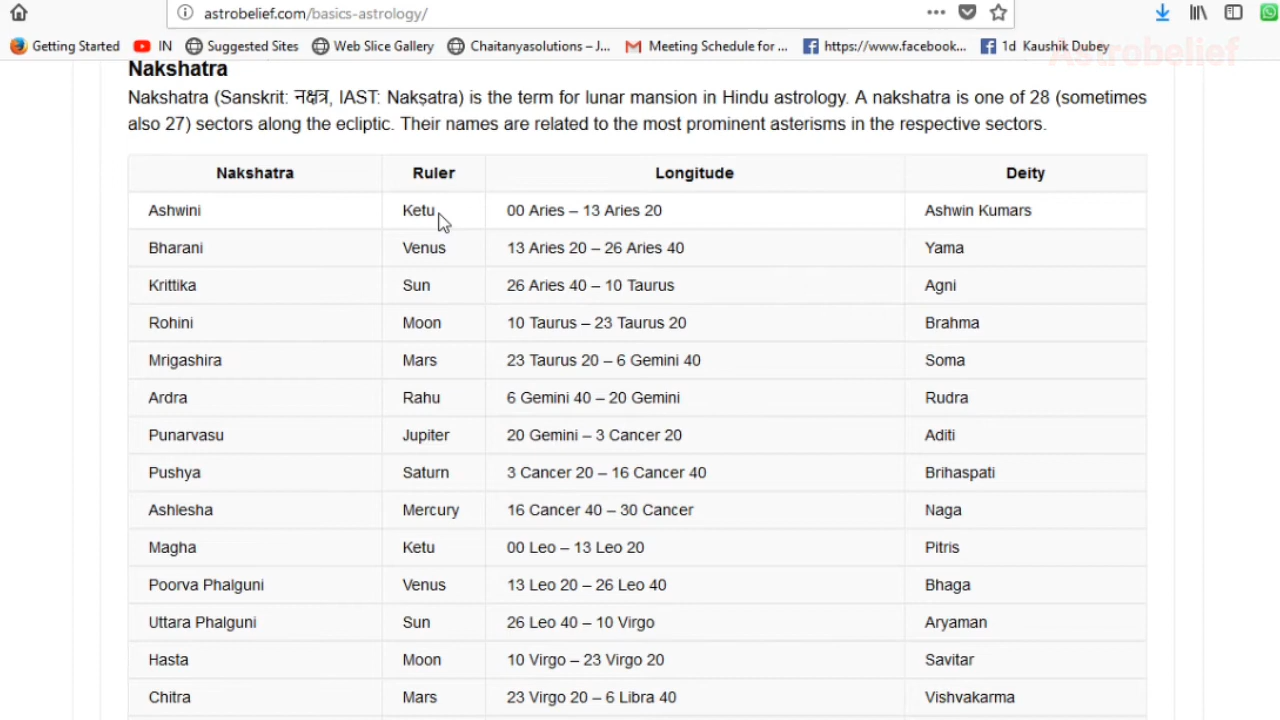 astrobelief.com/basics-astrology/
Getting Started IN Suggested Sites Web Slice Gallery Chaitanyasolutions – J... Meeting Schedule for ... https://www.facebook... 1d Kaushik Dubey
Astrobelief
Nakshatra
Nakshatra (Sanskrit: नक्षत्र, IAST: Nakṣatra) is the term for lunar mansion in Hindu astrology. A nakshatra is one of 28 (sometimes
also 27) sectors along the ecliptic. Their names are related to the most prominent asterisms in the respective sectors.
Nakshatra Ruler Longitude Deity
Ashwini Ketu 00 Aries – 13 Aries 20 Ashwin Kumars
Bharani Venus 13 Aries 20 – 26 Aries 40 Yama
Krittika Sun 26 Aries 40 – 10 Taurus Agni
Rohini Moon 10 Taurus – 23 Taurus 20 Brahma
Mrigashira Mars 23 Taurus 20 – 6 Gemini 40 Soma
Ardra Rahu 6 Gemini 40 – 20 Gemini Rudra
Punarvasu Jupiter 20 Gemini – 3 Cancer 20 Aditi
Pushya Saturn 3 Cancer 20 – 16 Cancer 40 Brihaspati
Ashlesha Mercury 16 Cancer 40 – 30 Cancer Naga
Magha Ketu 00 Leo – 13 Leo 20 Pitris
Poorva Phalguni Venus 13 Leo 20 – 26 Leo 40 Bhaga
Uttara Phalguni Sun 26 Leo 40 – 10 Virgo Aryaman
Hasta Moon 10 Virgo – 23 Virgo 20 Savitar
Chitra Mars 23 Virgo 20 – 6 Libra 40 Vishvakarma